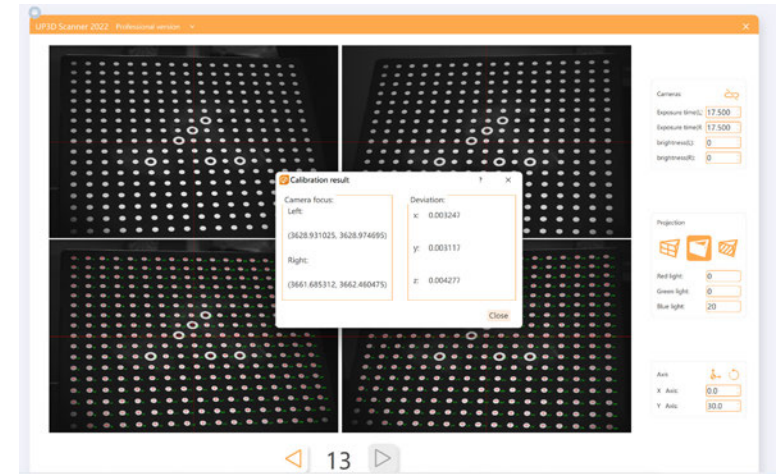 UP3D Scanner 2022 Professional version
Cameras
Exposure time(L): 17.500
Exposure time(R: 17.500
brightness(L): 0
brightness(R): 0
Calibration result
Camera focus:
Left:
(3628.931025, 3628.974695)
Right:
(3661.685312, 3662.460475)
Deviation:
x: 0.003247
y: 0.003117
z: 0.004277
Close
Projection
Red light: 0
Green light: 0
Blue light: 20
Axis
X Axis: 0.0
Y Axis: 30.0
13